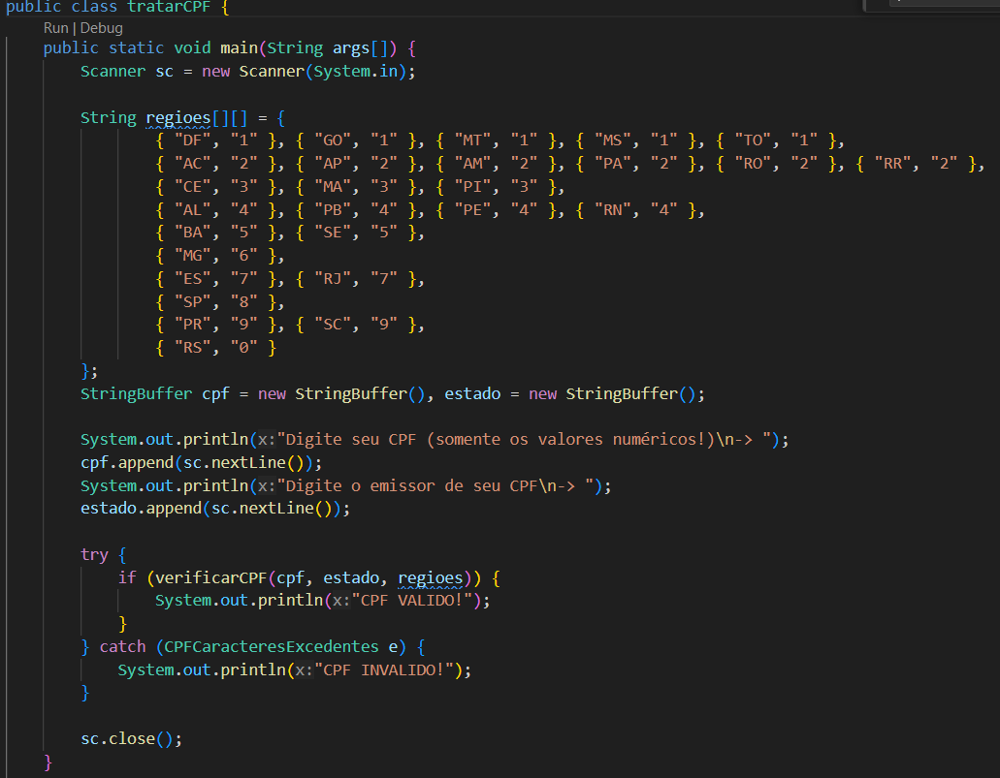 public class tratarCPF {
Run | Debug
public static void main(String args[]) {
Scanner sc = new Scanner(System.in);
String regioes[][] = {
{ "DF", "1" }, { "GO", "1" }, { "MT", "1" }, { "MS", "1" }, { "TO", "1" },
{ "AC", "2" }, { "AP", "2" }, { "AM", "2" }, { "PA", "2" }, { "RO", "2" }, { "RR", "2" },
{ "CE", "3" }, { "MA", "3" }, { "PI", "3" },
{ "AL", "4" }, { "PB", "4" }, { "PE", "4" }, { "RN", "4" },
{ "BA", "5" }, { "SE", "5" },
{ "MG", "6" },
{ "ES", "7" }, { "RJ", "7" },
{ "SP", "8" },
{ "PR", "9" }, { "SC", "9" },
{ "RS", "0" }
};
StringBuffer cpf = new StringBuffer(), estado = new StringBuffer();
System.out.println(x:"Digite seu CPF (somente os valores numéricos!)\n-> ");
cpf.append(sc.nextLine());
System.out.println(x:"Digite o emissor de seu CPF\n-> ");
estado.append(sc.nextLine());
try {
if (verificarCPF(cpf, estado, regioes)) {
System.out.println(x:"CPF VALIDO!");
}
} catch (CPFCaracteresExcedentes e) {
System.out.println(x:"CPF INVALIDO!");
}
sc.close();
}